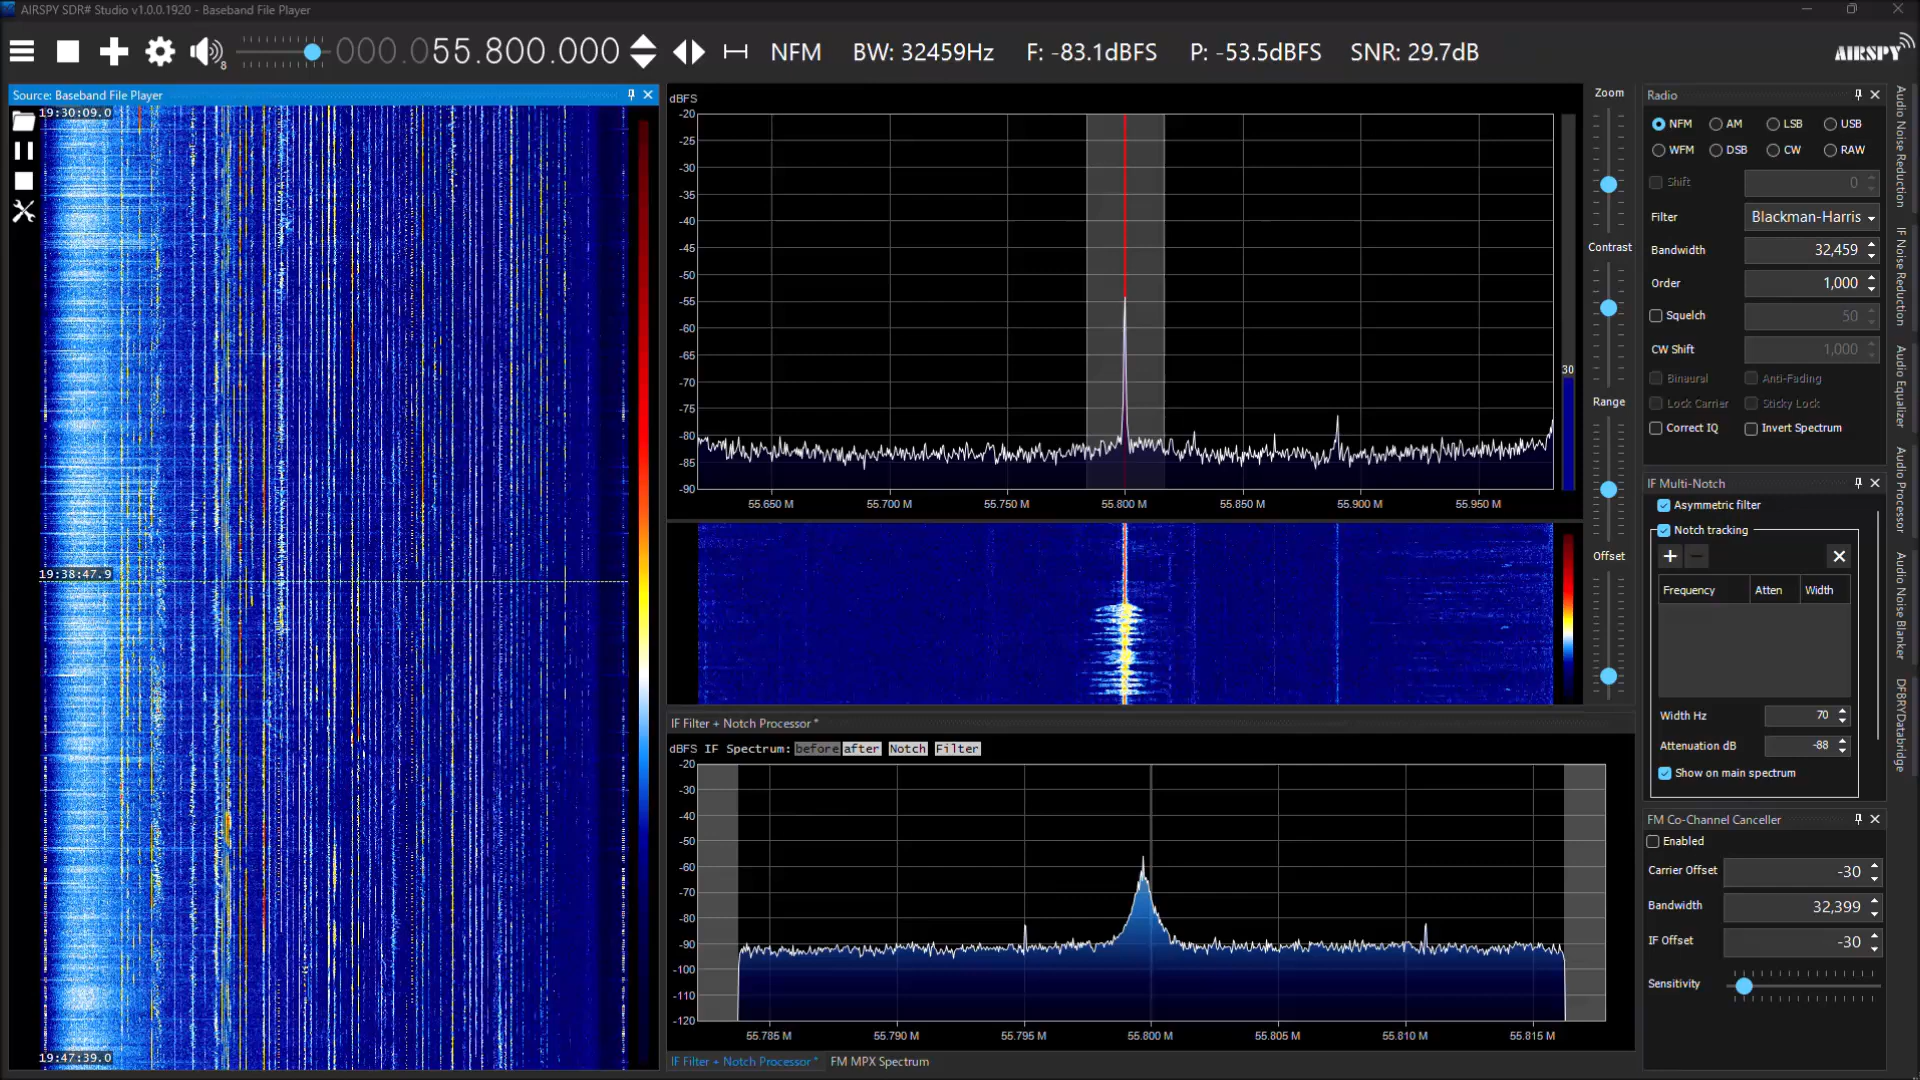 AIRSPY SDR# Studio v1.0.0.1920 - Baseband File Player
8 000.055.800.000 NFM BW: 32459Hz F: -83.1dBFS P: -53.5dBFS SNR: 29.7dB AIRSPY
Source: Baseband File Player
19:30:09.0
19:38:47.9
19:47:39.0
dBFS
-20
-25
-30
-35
-40
-45
-50
-55
-60
-65
-70
-75
-80
-85
-90
55.650 M 55.700 M 55.750 M 55.800 M 55.850 M 55.900 M 55.950 M
30
Zoom
Contrast
Range
Offset
IF Filter + Notch Processor *
dBFS IF Spectrum: before after Notch Filter
-20
-30
-40
-50
-60
-70
-80
-90
-100
-110
-120
55.785 M 55.790 M 55.795 M 55.800 M 55.805 M 55.810 M 55.815 M
IF Filter + Notch Processor * FM MPX Spectrum
Radio
NFM AM LSB USB
WFM DSB CW RAW
Shift 0
Filter Blackman-Harris
Bandwidth 32,459
Order 1,000
Squelch 50
CW Shift 1,000
Binaural Anti-Fading
Lock Carrier Sticky Lock
Correct IQ Invert Spectrum
IF Multi-Notch
Asymmetric filter
Notch tracking
Frequency Atten Width
Width Hz 70
Attenuation dB -88
Show on main spectrum
FM Co-Channel Canceller
Enabled
Carrier Offset -30
Bandwidth 32,399
IF Offset -30
Sensitivity
Audio Noise Reduction
IF Noise Reduction
Audio Equalizer
Audio Processor
Audio Noise Blanker
DF8RYDatabridge